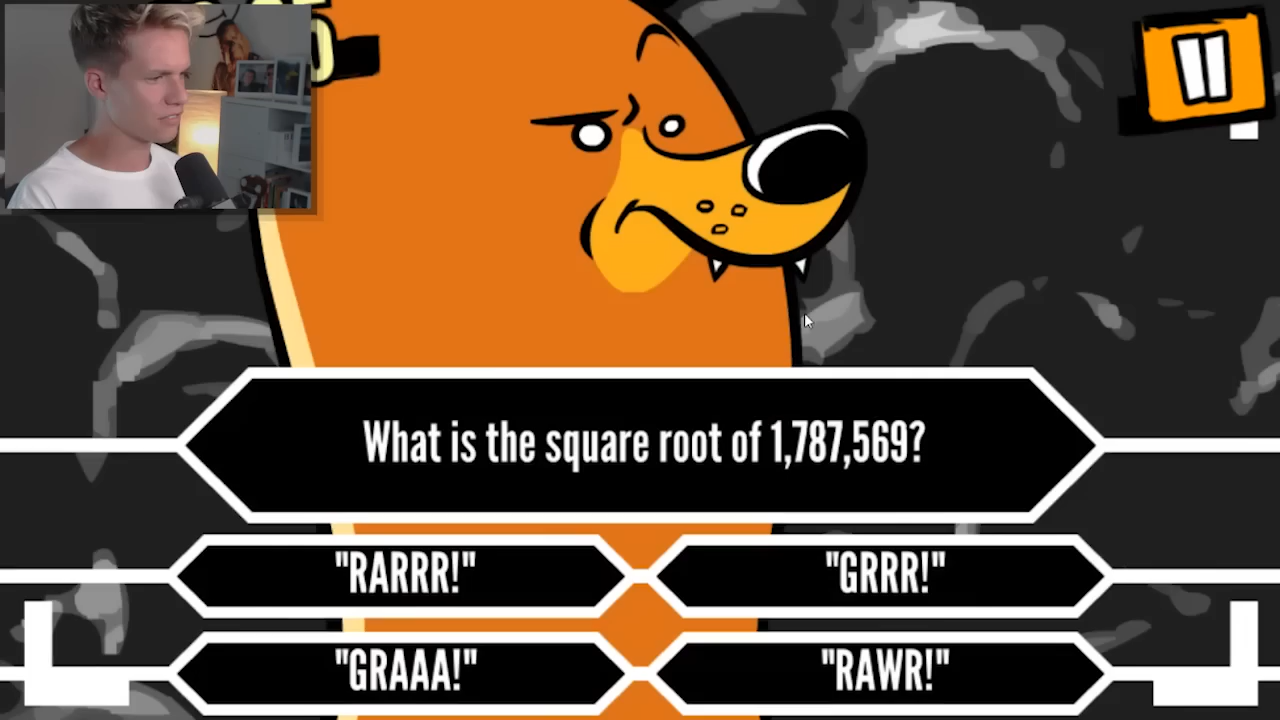 What is the square root of 1,787,569?
"RARRR!"
"GRRR!"
"GRAAA!"
"RAWR!"